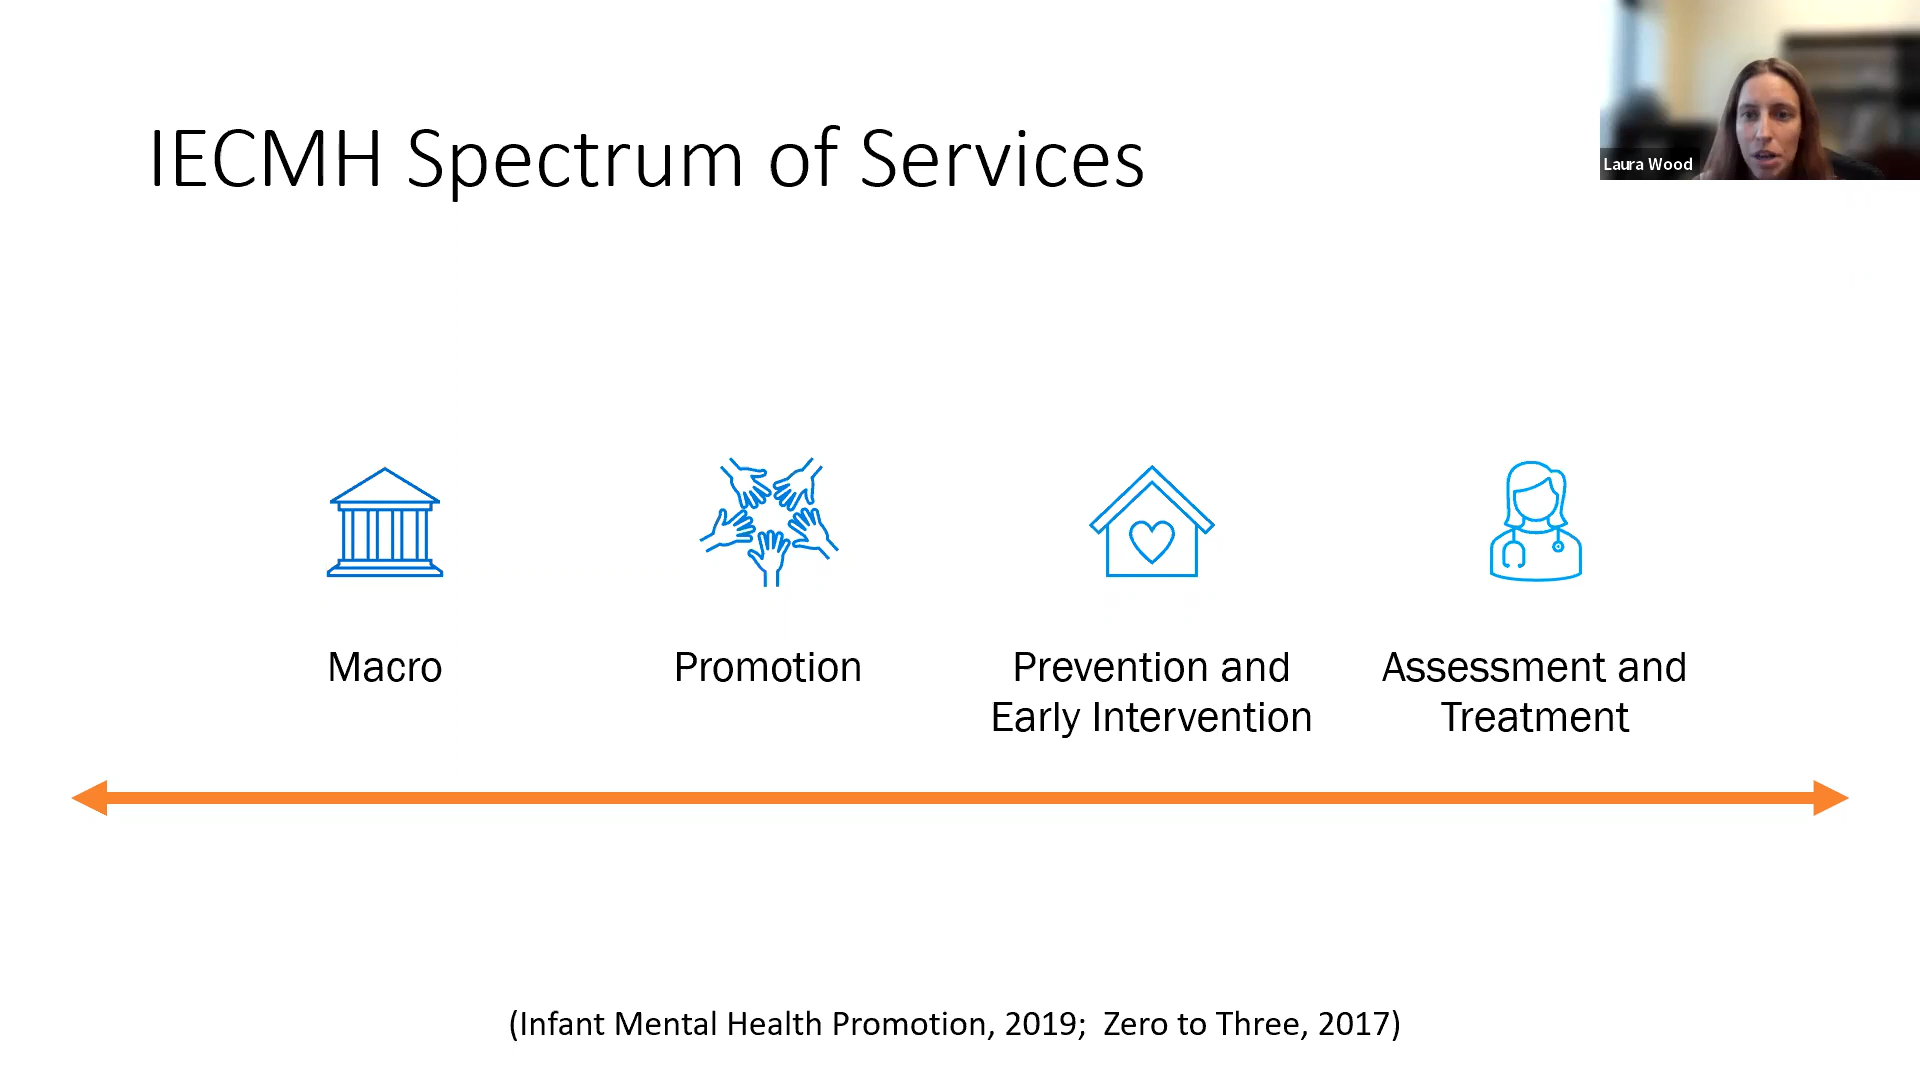 IECMH Spectrum of Services
Laura Wood
Macro
Promotion
Prevention and
Early Intervention
Assessment and
Treatment
(Infant Mental Health Promotion, 2019;  Zero to Three, 2017)